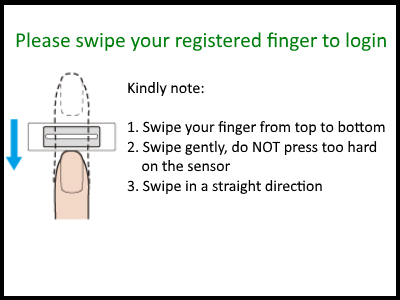 Please swipe your registered finger to login
Kindly note:
1. Swipe your finger from top to bottom
2. Swipe gently, do NOT press too hard
on the sensor
3. Swipe in a straight direction